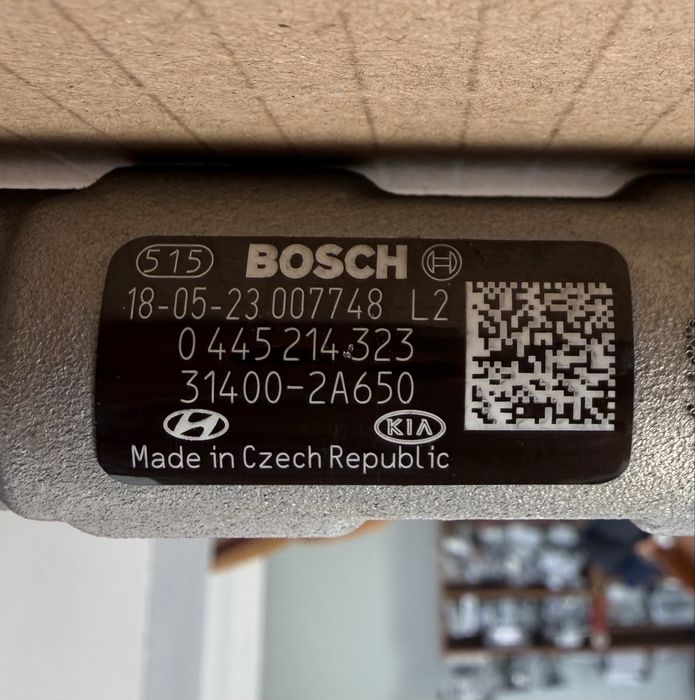 515 BOSCH
18-05-23 007748 L2
0 445 214 323
31400-2A650
KIA
Made in Czech Republic